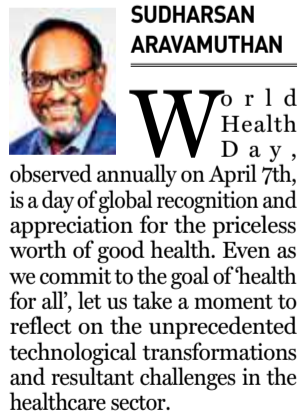 SUDHARSAN
ARAVAMUTHAN
World
Health
Day,
observed annually on April 7th,
is a day of global recognition and
appreciation for the priceless
worth of good health. Even as
we commit to the goal of ‘health
for all’, let us take a moment to
reflect on the unprecedented
technological transformations
and resultant challenges in the
healthcare sector.